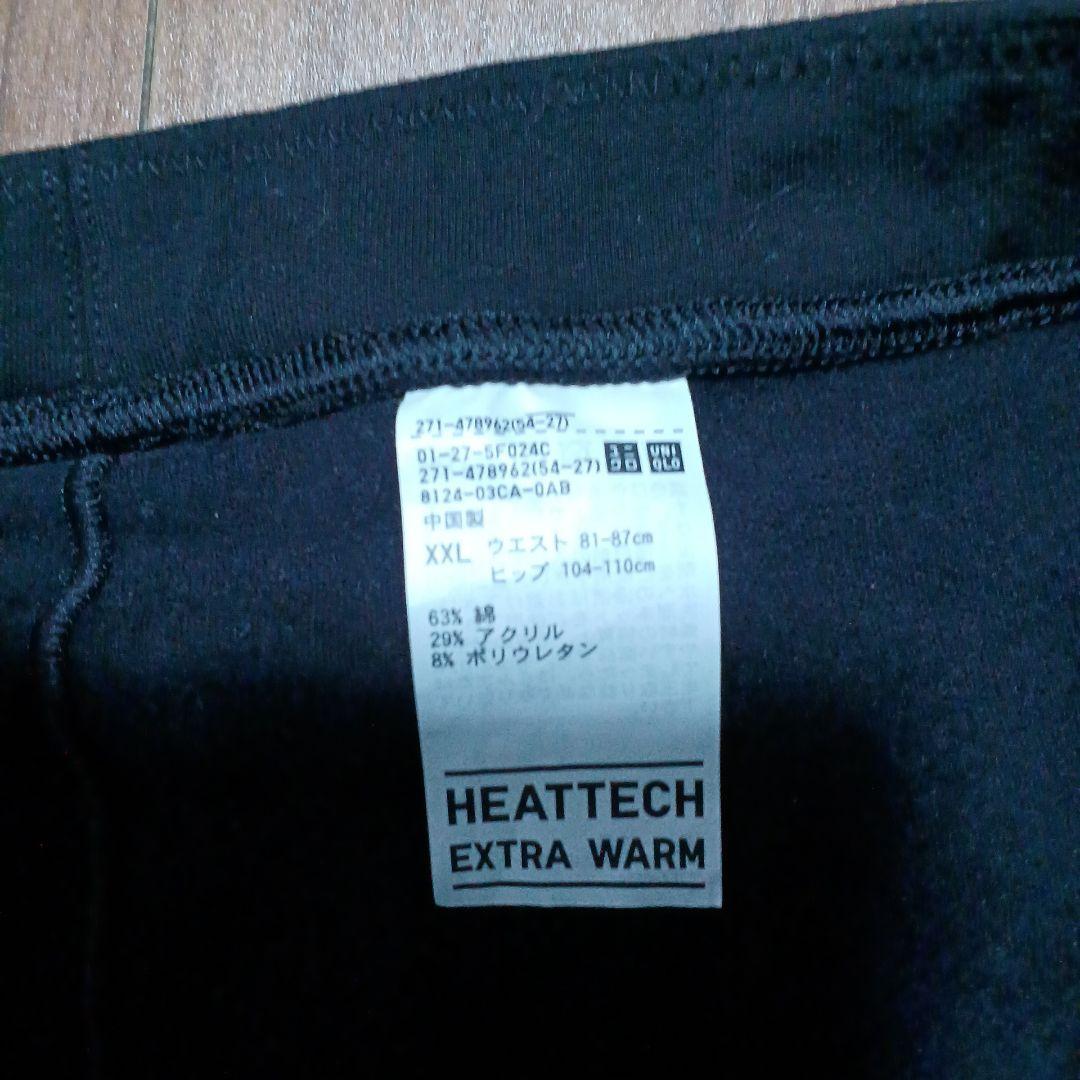 271-478962(54-27)
01-27-5F024C
271-478962(54-27) ユニクロ UNIQLO
8124-03CA-0AB
中国製
XXL ウエスト 81-87cm
ヒップ 104-110cm
63% 綿
29% アクリル
8% ポリウレタン
HEATTECH
EXTRA WARM